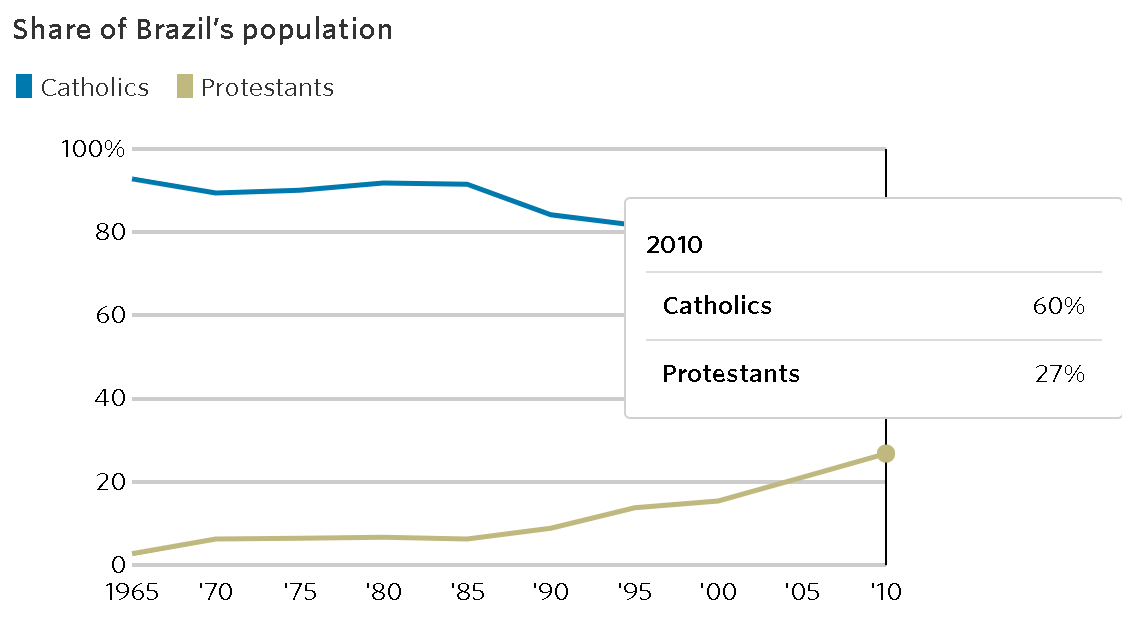 Share of Brazil’s population
Catholics Protestants
100%
80
60
40
20
0
2010
Catholics 60%
Protestants 27%
1965 '70 '75 '80 '85 '90 '95 '00 '05 '10